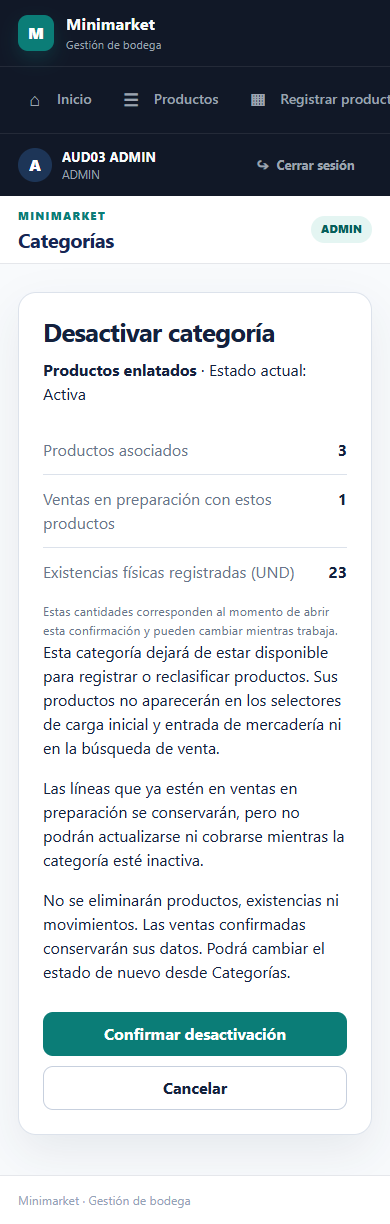 M Minimarket
Gestión de bodega
Inicio Productos Registrar product
A AUD03 ADMIN
ADMIN
Cerrar sesión
MINIMARKET
Categorías
ADMIN
Desactivar categoría
Productos enlatados · Estado actual:
Activa
Productos asociados 3
Ventas en preparación con estos 1
productos
Existencias físicas registradas (UND) 23
Estas cantidades corresponden al momento de abrir
esta confirmación y pueden cambiar mientras trabaja.
Esta categoría dejará de estar disponible
para registrar o reclasificar productos. Sus
productos no aparecerán en los selectores
de carga inicial y entrada de mercadería ni
en la búsqueda de venta.
Las líneas que ya estén en ventas en
preparación se conservarán, pero no
podrán actualizarse ni cobrarse mientras la
categoría esté inactiva.
No se eliminarán productos, existencias ni
movimientos. Las ventas confirmadas
conservarán sus datos. Podrá cambiar el
estado de nuevo desde Categorías.
Confirmar desactivación
Cancelar
Minimarket · Gestión de bodega